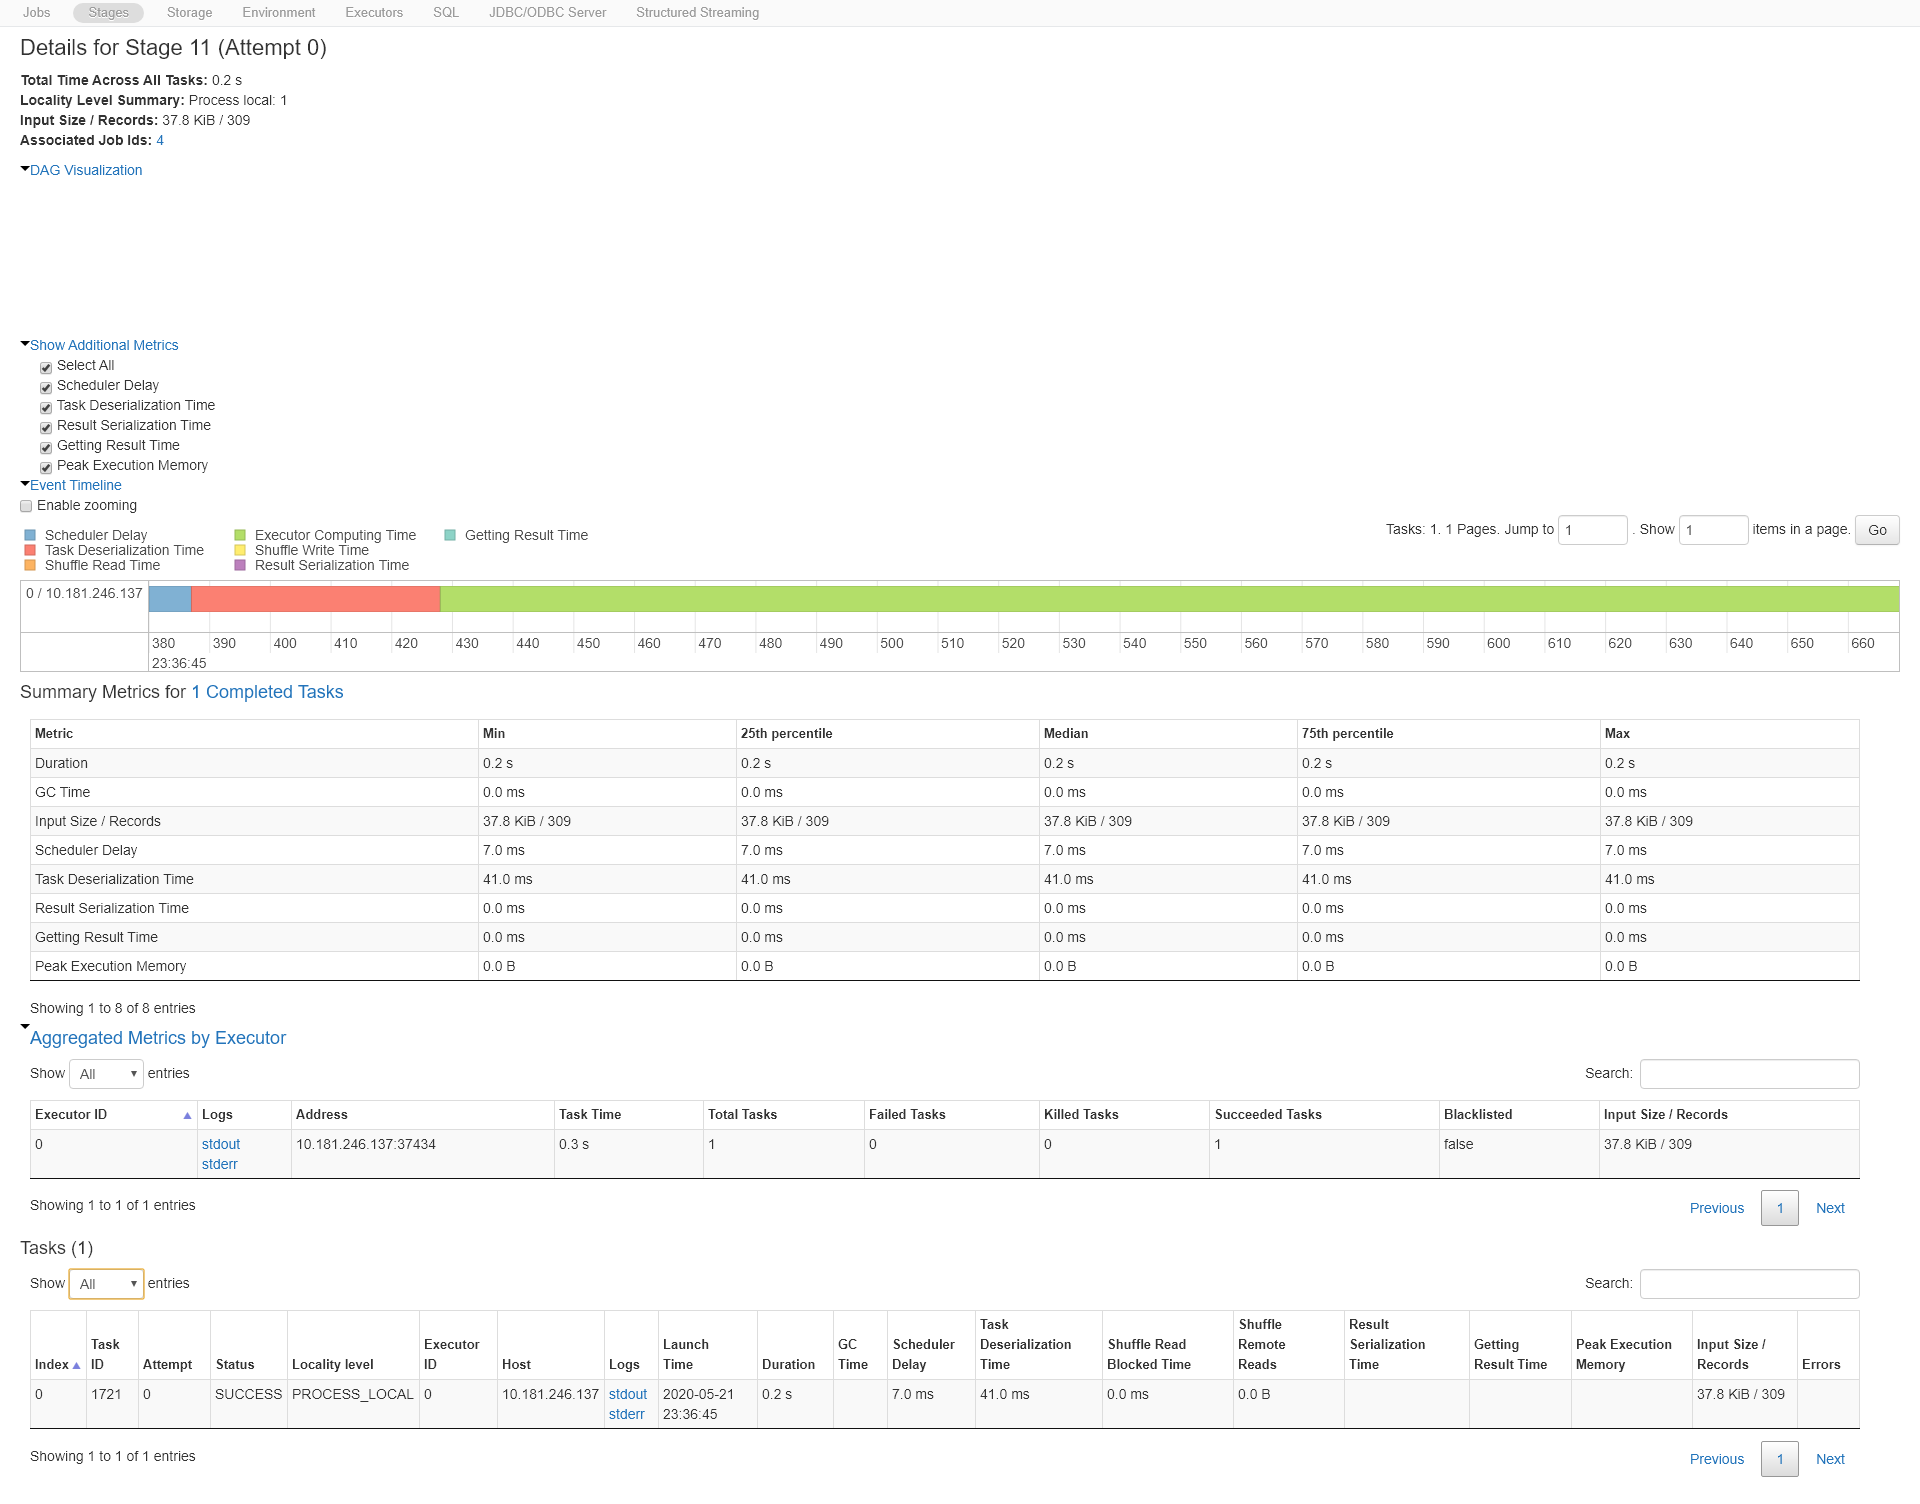 Jobs Stages Storage Environment Executors SQL JDBC/ODBC Server Structured Streaming
Details for Stage 11 (Attempt 0)
Total Time Across All Tasks: 0.2 s
Locality Level Summary: Process local: 1
Input Size / Records: 37.8 KiB / 309
Associated Job Ids: 4
DAG Visualization
Show Additional Metrics
Select All
Scheduler Delay
Task Deserialization Time
Result Serialization Time
Getting Result Time
Peak Execution Memory
Event Timeline
Enable zooming
Tasks: 1. 1 Pages. Jump to 1 . Show 1 items in a page. Go
Scheduler Delay Executor Computing Time Getting Result Time
Task Deserialization Time Shuffle Write Time
Shuffle Read Time Result Serialization Time
0 / 10.181.246.137
380 390 400 410 420 430 440 450 460 470 480 490 500 510 520 530 540 550 560 570 580 590 600 610 620 630 640 650 660
23:36:45
Summary Metrics for 1 Completed Tasks
Metric Min 25th percentile Median 75th percentile Max
Duration 0.2 s 0.2 s 0.2 s 0.2 s 0.2 s
GC Time 0.0 ms 0.0 ms 0.0 ms 0.0 ms 0.0 ms
Input Size / Records 37.8 KiB / 309 37.8 KiB / 309 37.8 KiB / 309 37.8 KiB / 309 37.8 KiB / 309
Scheduler Delay 7.0 ms 7.0 ms 7.0 ms 7.0 ms 7.0 ms
Task Deserialization Time 41.0 ms 41.0 ms 41.0 ms 41.0 ms 41.0 ms
Result Serialization Time 0.0 ms 0.0 ms 0.0 ms 0.0 ms 0.0 ms
Getting Result Time 0.0 ms 0.0 ms 0.0 ms 0.0 ms 0.0 ms
Peak Execution Memory 0.0 B 0.0 B 0.0 B 0.0 B 0.0 B
Showing 1 to 8 of 8 entries
Aggregated Metrics by Executor
Show All entries Search:
Executor ID Logs Address Task Time Total Tasks Failed Tasks Killed Tasks Succeeded Tasks Blacklisted Input Size / Records
0 stdout 10.181.246.137:37434 0.3 s 1 0 0 1 false 37.8 KiB / 309
stderr
Showing 1 to 1 of 1 entries Previous 1 Next
Tasks (1)
Show All entries Search:
Task Shuffle Result
Task Executor Launch GC Scheduler Deserialization Shuffle Read Remote Serialization Getting Peak Execution Input Size /
Index ID Attempt Status Locality level ID Host Logs Time Duration Time Delay Time Blocked Time Reads Time Result Time Memory Records Errors
0 1721 0 SUCCESS PROCESS_LOCAL 0 10.181.246.137 stdout 2020-05-21 0.2 s 7.0 ms 41.0 ms 0.0 ms 0.0 B 37.8 KiB / 309
stderr 23:36:45
Showing 1 to 1 of 1 entries Previous 1 Next